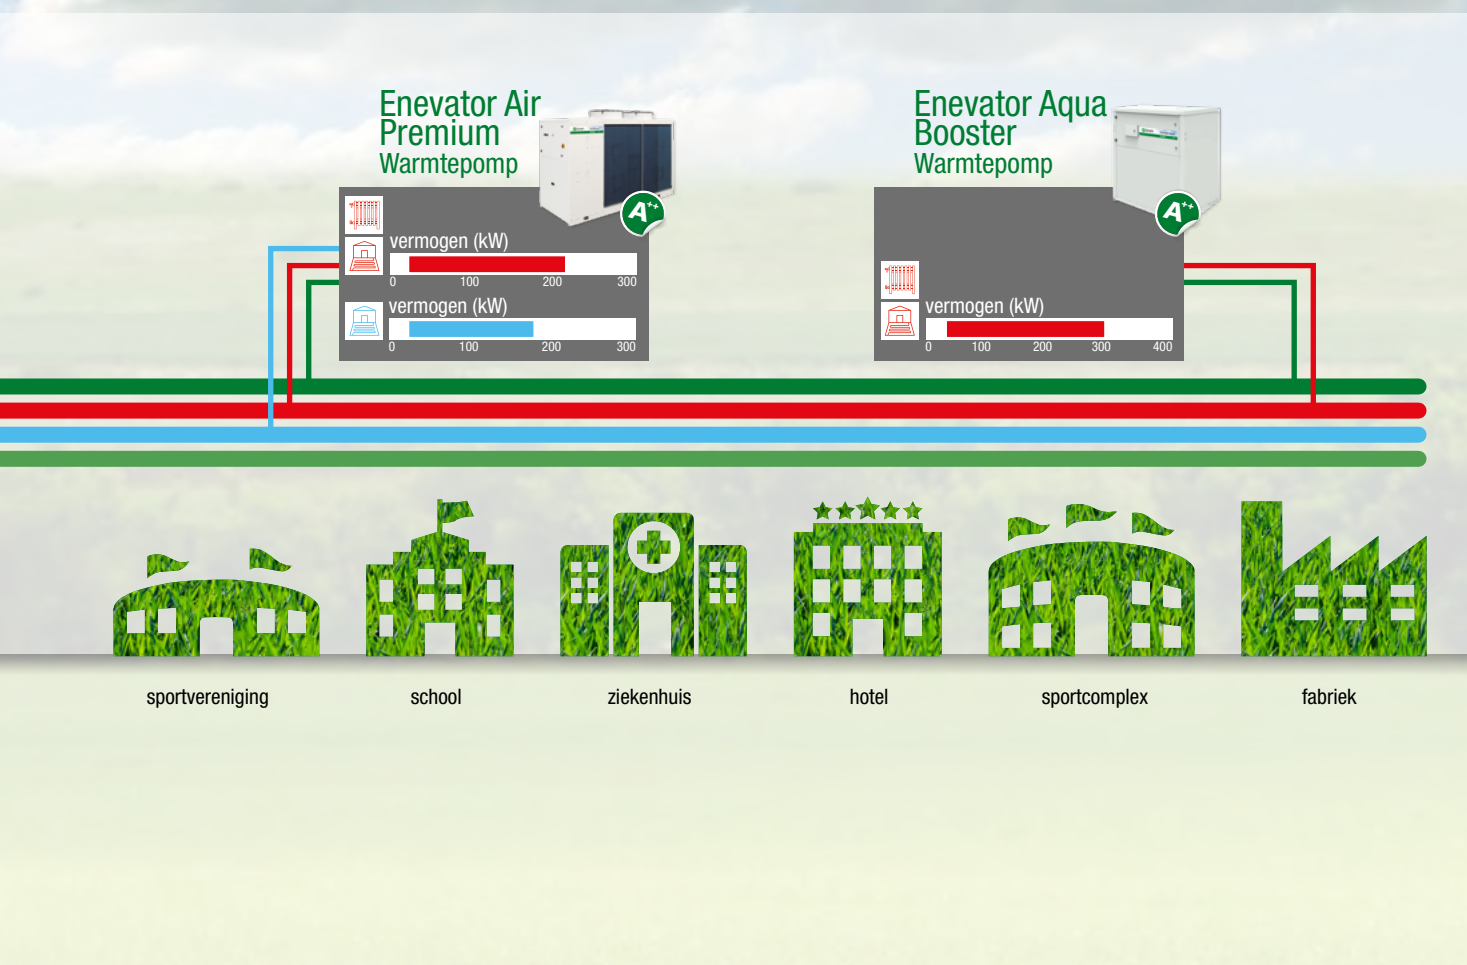 Enevator Air
Premium
Warmtepomp
A++
vermogen (kW)
0 100 200 300
vermogen (kW)
0 100 200 300
Enevator Aqua
Booster
Warmtepomp
A++
vermogen (kW)
0 100 200 300 400
sportvereniging
school
ziekenhuis
hotel
sportcomplex
fabriek